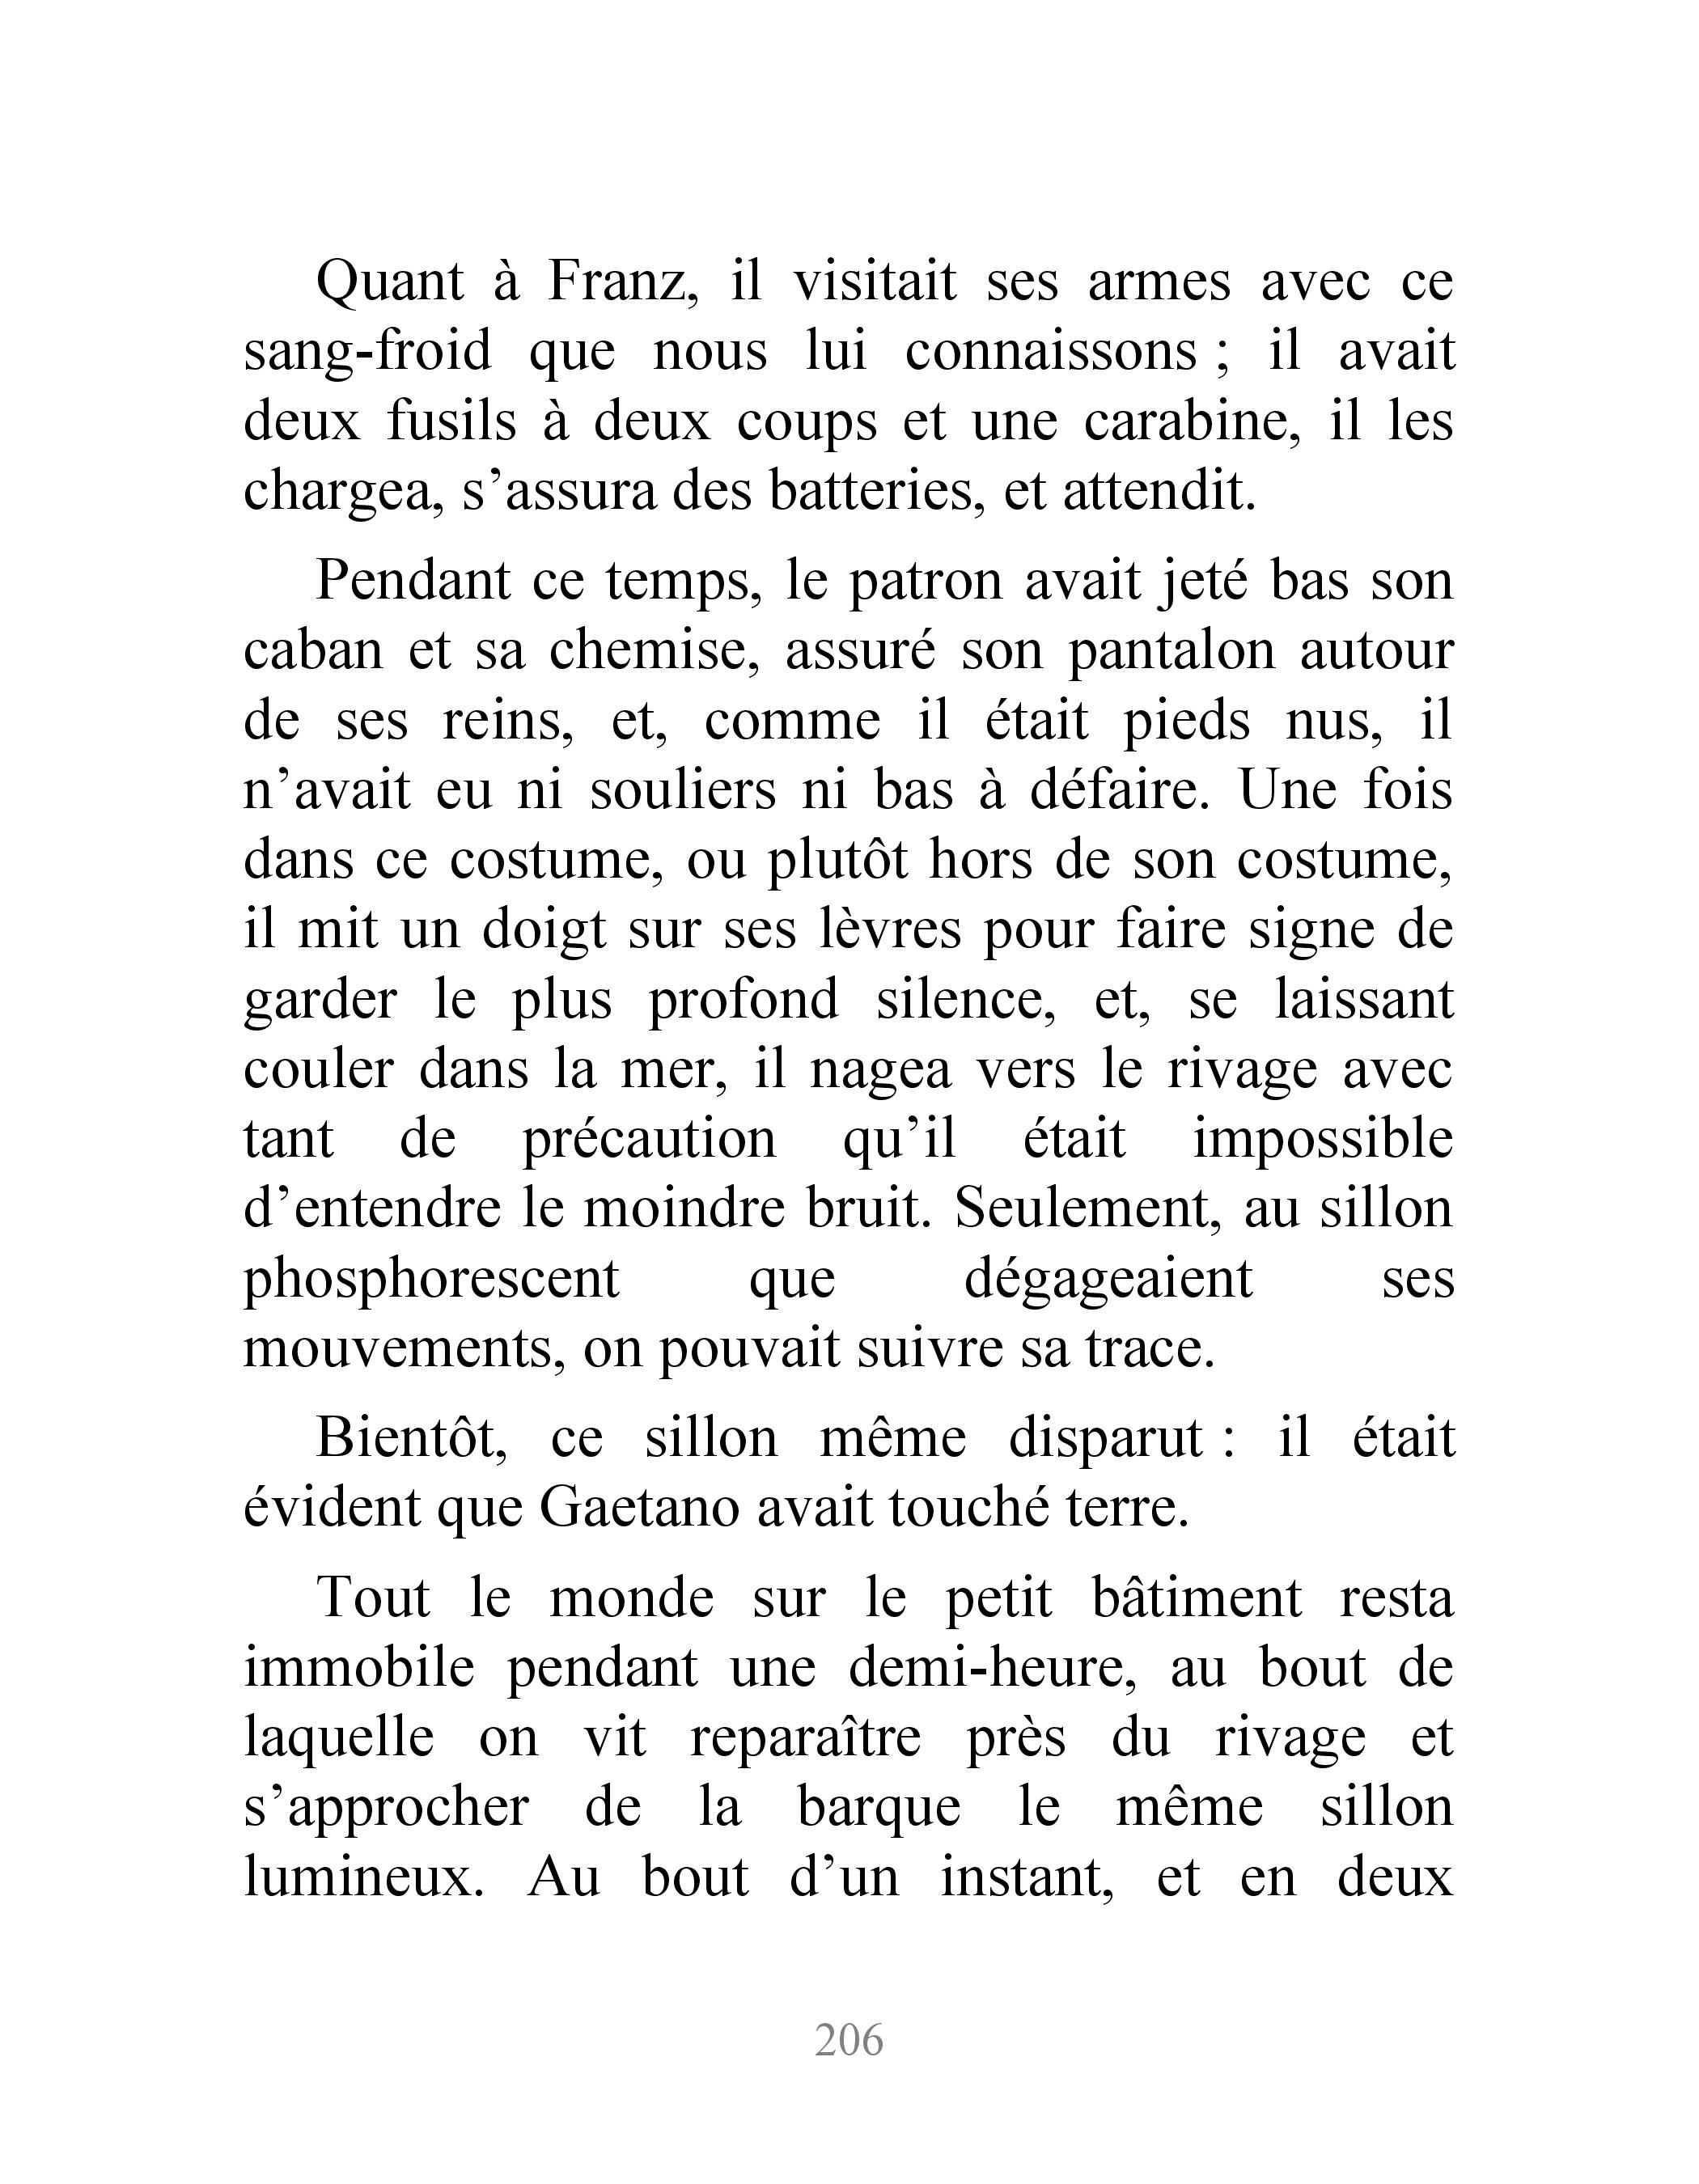 Quant à Franz, il visitait ses armes avec ce
sang-froid que nous lui connaissons ; il avait
deux fusils à deux coups et une carabine, il les
chargea, s’assura des batteries, et attendit.
Pendant ce temps, le patron avait jeté bas son
caban et sa chemise, assuré son pantalon autour
de ses reins, et, comme il était pieds nus, il
n’avait eu ni souliers ni bas à défaire. Une fois
dans ce costume, ou plutôt hors de son costume,
il mit un doigt sur ses lèvres pour faire signe de
garder le plus profond silence, et, se laissant
couler dans la mer, il nagea vers le rivage avec
tant de précaution qu’il était impossible
d’entendre le moindre bruit. Seulement, au sillon
phosphorescent que dégageaient ses
mouvements, on pouvait suivre sa trace.
Bientôt, ce sillon même disparut : il était
évident que Gaetano avait touché terre.
Tout le monde sur le petit bâtiment resta
immobile pendant une demi-heure, au bout de
laquelle on vit reparaître près du rivage et
s’approcher de la barque le même sillon
lumineux. Au bout d’un instant, et en deux
206